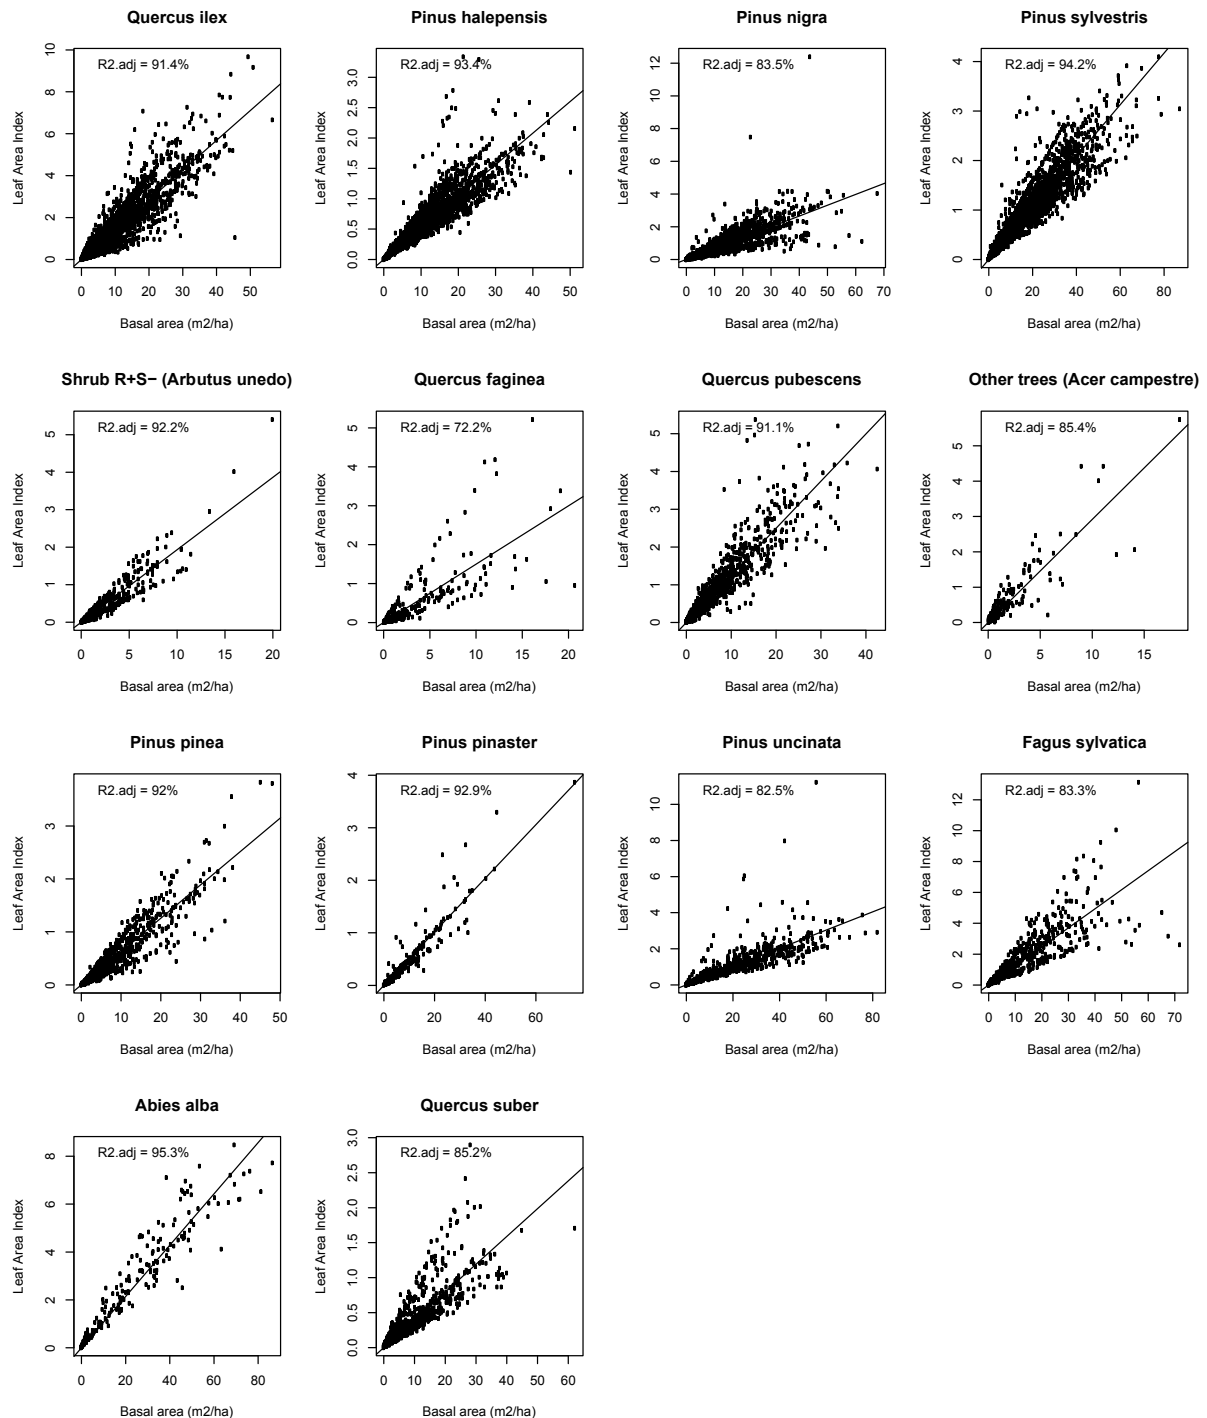 Quercus ilex
R2.adj = 91.4%
Leaf Area Index
0 2 4 6 8 10
0 10 20 30 40 50
Basal area (m2/ha)
Pinus halepensis
R2.adj = 93.4%
Leaf Area Index
0.0 0.5 1.0 1.5 2.0 2.5 3.0
0 10 20 30 40 50
Basal area (m2/ha)
Pinus nigra
R2.adj = 83.5%
Leaf Area Index
0 2 4 6 8 10 12
0 10 20 30 40 50 60 70
Basal area (m2/ha)
Pinus sylvestris
R2.adj = 94.2%
Leaf Area Index
0 1 2 3 4
0 20 40 60 80
Basal area (m2/ha)
Shrub R+S− (Arbutus unedo)
R2.adj = 92.2%
Leaf Area Index
0 1 2 3 4 5
0 5 10 15 20
Basal area (m2/ha)
Quercus faginea
R2.adj = 72.2%
Leaf Area Index
0 1 2 3 4 5
0 5 10 15 20
Basal area (m2/ha)
Quercus pubescens
R2.adj = 91.1%
Leaf Area Index
0 1 2 3 4 5
0 10 20 30 40
Basal area (m2/ha)
Other trees (Acer campestre)
R2.adj = 85.4%
Leaf Area Index
0 1 2 3 4 5
0 5 10 15
Basal area (m2/ha)
Pinus pinea
R2.adj = 92%
Leaf Area Index
0 1 2 3
0 10 20 30 40 50
Basal area (m2/ha)
Pinus pinaster
R2.adj = 92.9%
Leaf Area Index
0 1 2 3 4
0 20 40 60
Basal area (m2/ha)
Pinus uncinata
R2.adj = 82.5%
Leaf Area Index
0 2 4 6 8 10
0 20 40 60 80
Basal area (m2/ha)
Fagus sylvatica
R2.adj = 83.3%
Leaf Area Index
0 2 4 6 8 10 12
0 10 20 30 40 50 60 70
Basal area (m2/ha)
Abies alba
R2.adj = 95.3%
Leaf Area Index
0 2 4 6 8
0 20 40 60 80
Basal area (m2/ha)
Quercus suber
R2.adj = 85.2%
Leaf Area Index
0.0 0.5 1.0 1.5 2.0 2.5 3.0
0 10 20 30 40 50 60
Basal area (m2/ha)